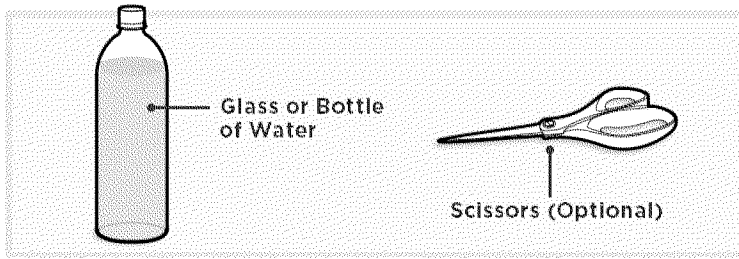 Glass or Bottle
of Water
Scissors (Optional)